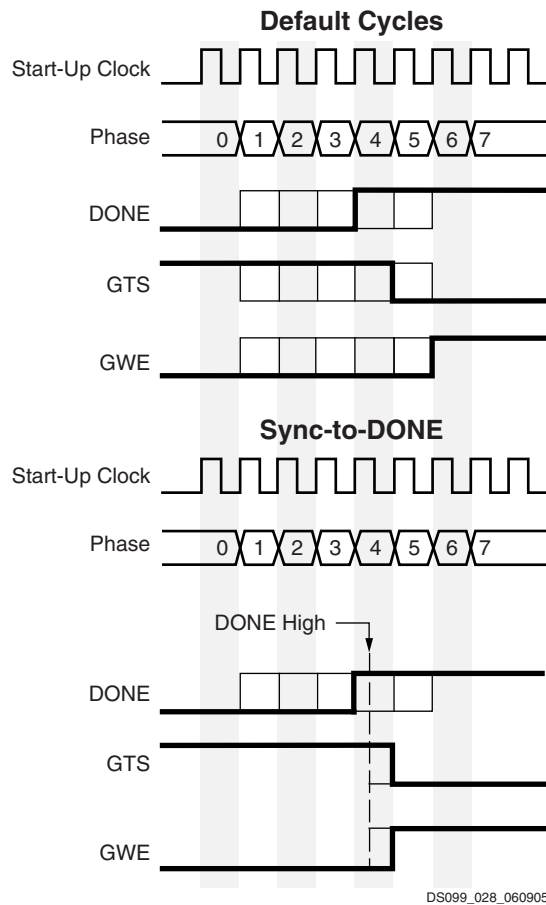 Default Cycles
Start-Up Clock
Phase
0 1 2 3 4 5 6 7
DONE
GTS
GWE
Sync-to-DONE
Start-Up Clock
Phase
0 1 2 3 4 5 6 7
DONE High
DONE
GTS
GWE
DS099_028_060905